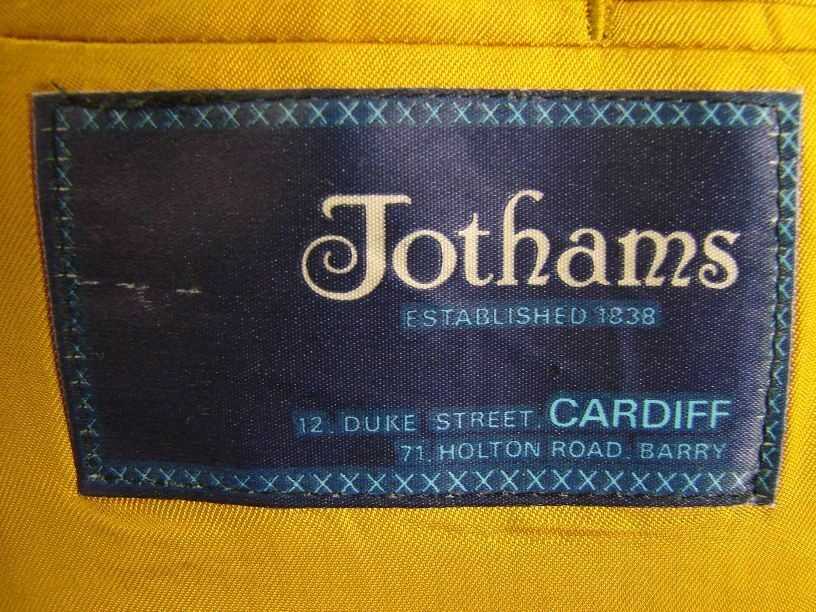 Jothams
ESTABLISHED 1838
12, DUKE STREET, CARDIFF
71, HOLTON ROAD, BARRY